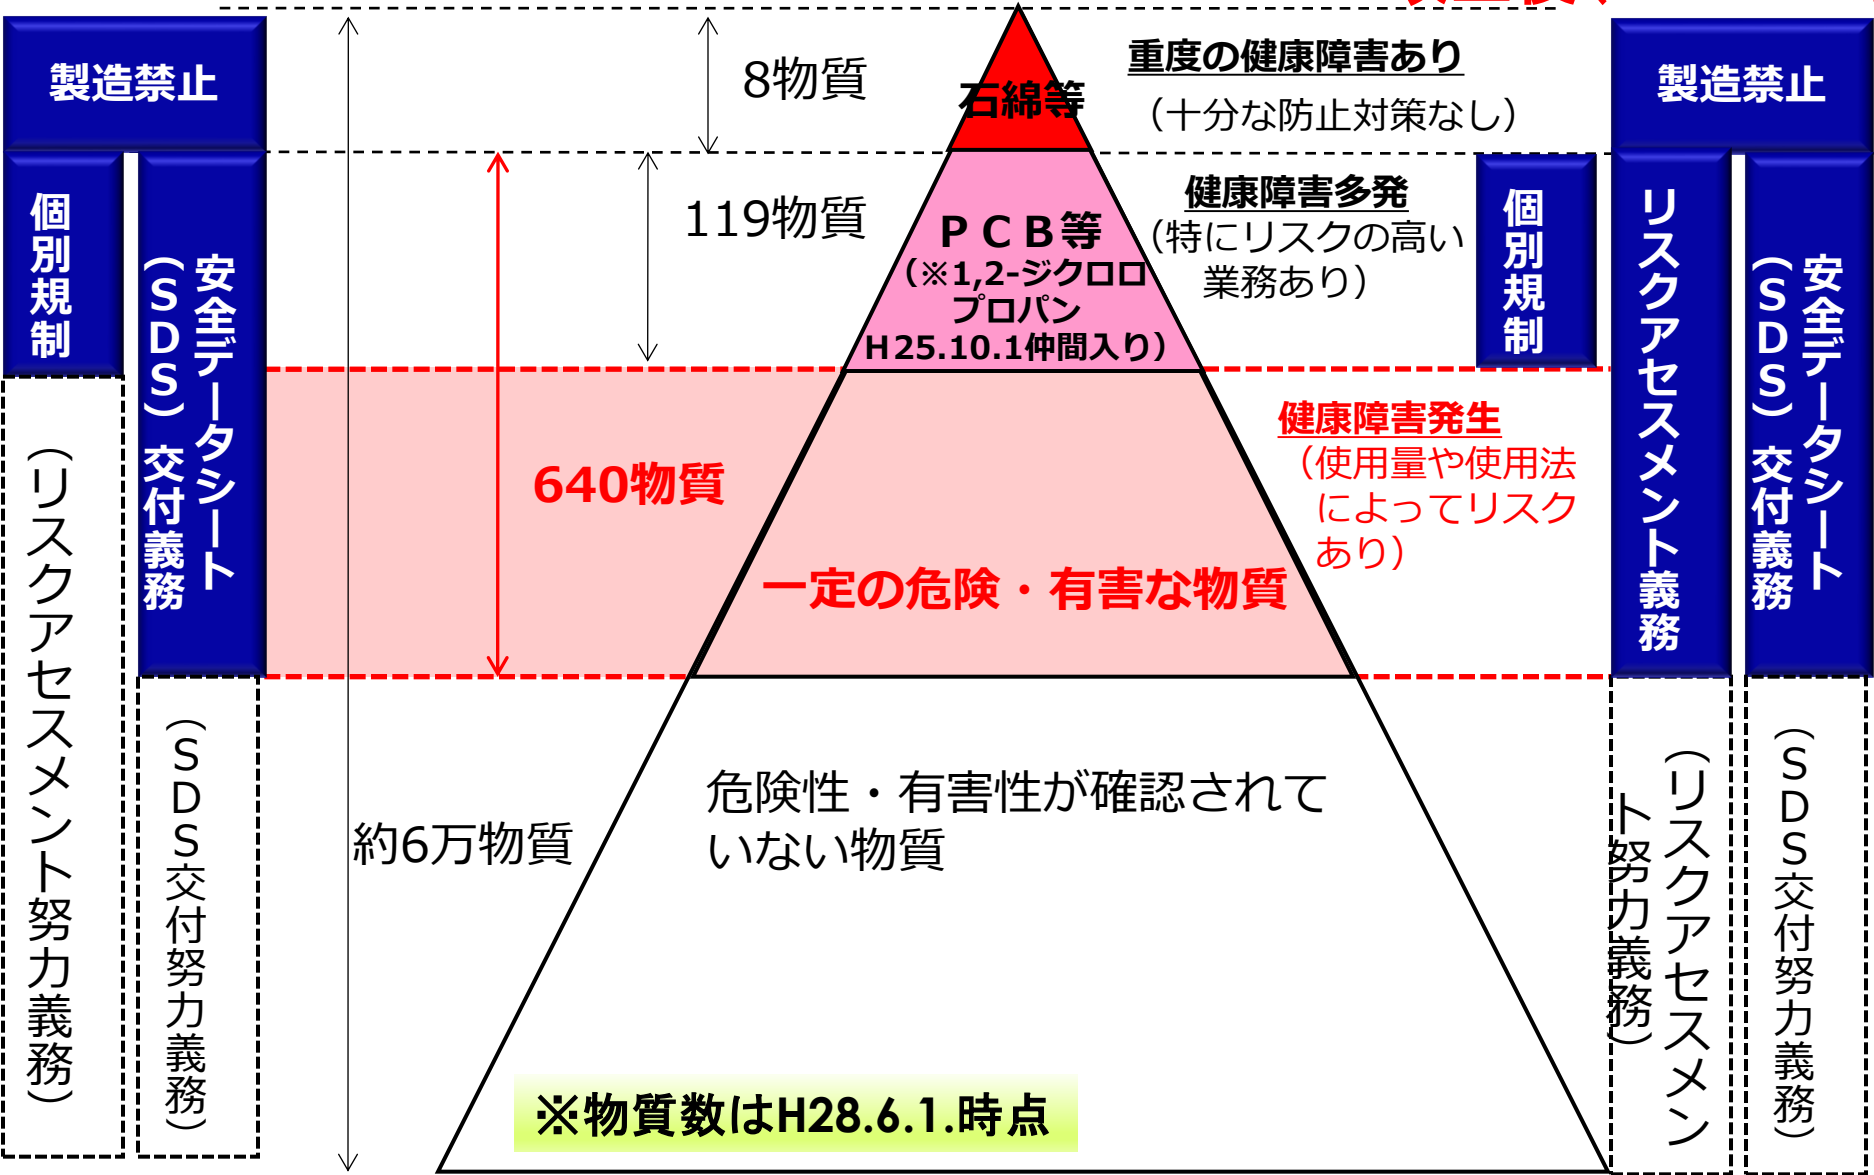 製造禁止
個別規制
安全データシート
（ＳＤＳ）交付義務
（リスクアセスメント努力義務）
（ＳＤＳ交付努力義務）
8物質
119物質
640物質
約6万物質
石綿等
ＰＣＢ等
（※1,2-ジクロロ
プロパン
Ｈ25.10.1仲間入り）
一定の危険・有害な物質
危険性・有害性が確認されて
いない物質
※物質数はH28.6.1.時点
重度の健康障害あり
（十分な防止対策なし）
健康障害多発
（特にリスクの高い
業務あり）
健康障害発生
（使用量や使用法
によってリスク
あり）
製造禁止
個別規制
リスクアセスメント義務
安全データシート
（ＳＤＳ）交付義務
（リスクアセスメン
ト努力義務）
（ＳＤＳ交付努力義務）